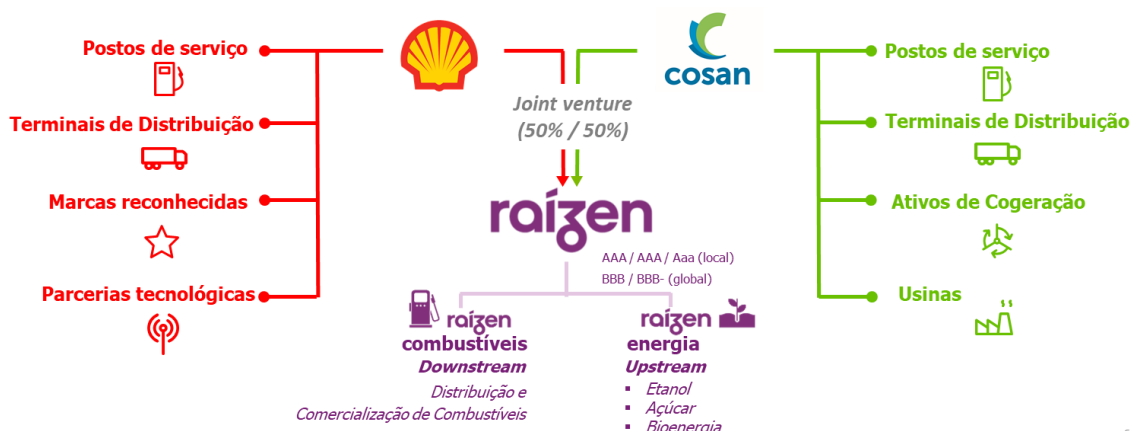 Postos de serviço
Terminais de Distribuição
Marcas reconhecidas
Parcerias tecnológicas
cosan
Joint venture
(50% / 50%)
raízen
AAA / AAA / Aaa (local)
BBB / BBB- (global)
raízen
combustíveis
Downstream
Distribuição e
Comercialização de Combustíveis
raízen
energia
Upstream
▪ Etanol
▪ Açúcar
▪ Bioenergia
Postos de serviço
Terminais de Distribuição
Ativos de Cogeração
Usinas